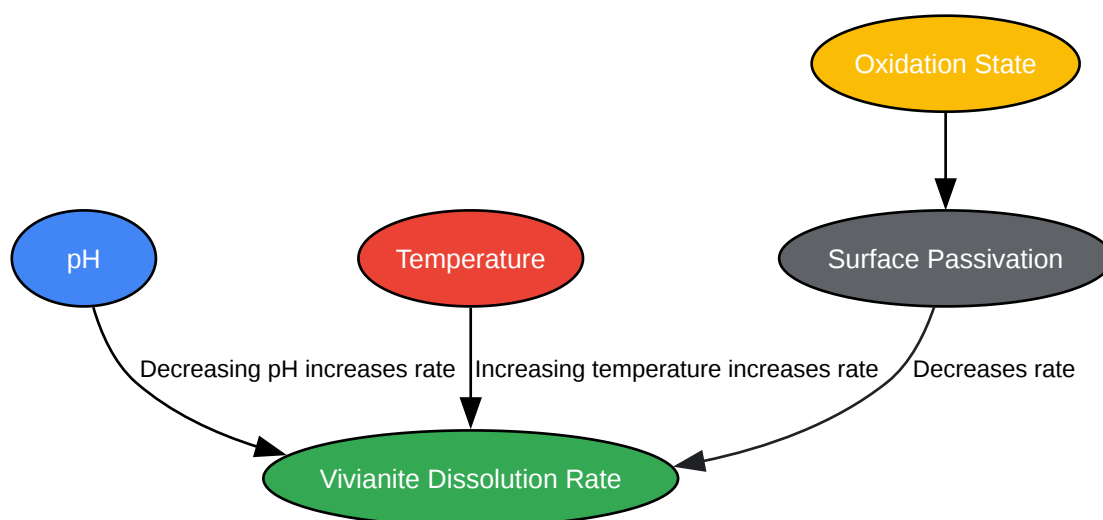 Oxidation State
pH
Temperature
Surface Passivation
Decreasing pH increases rate
Increasing temperature increases rate
Decreases rate
Vivianite Dissolution Rate